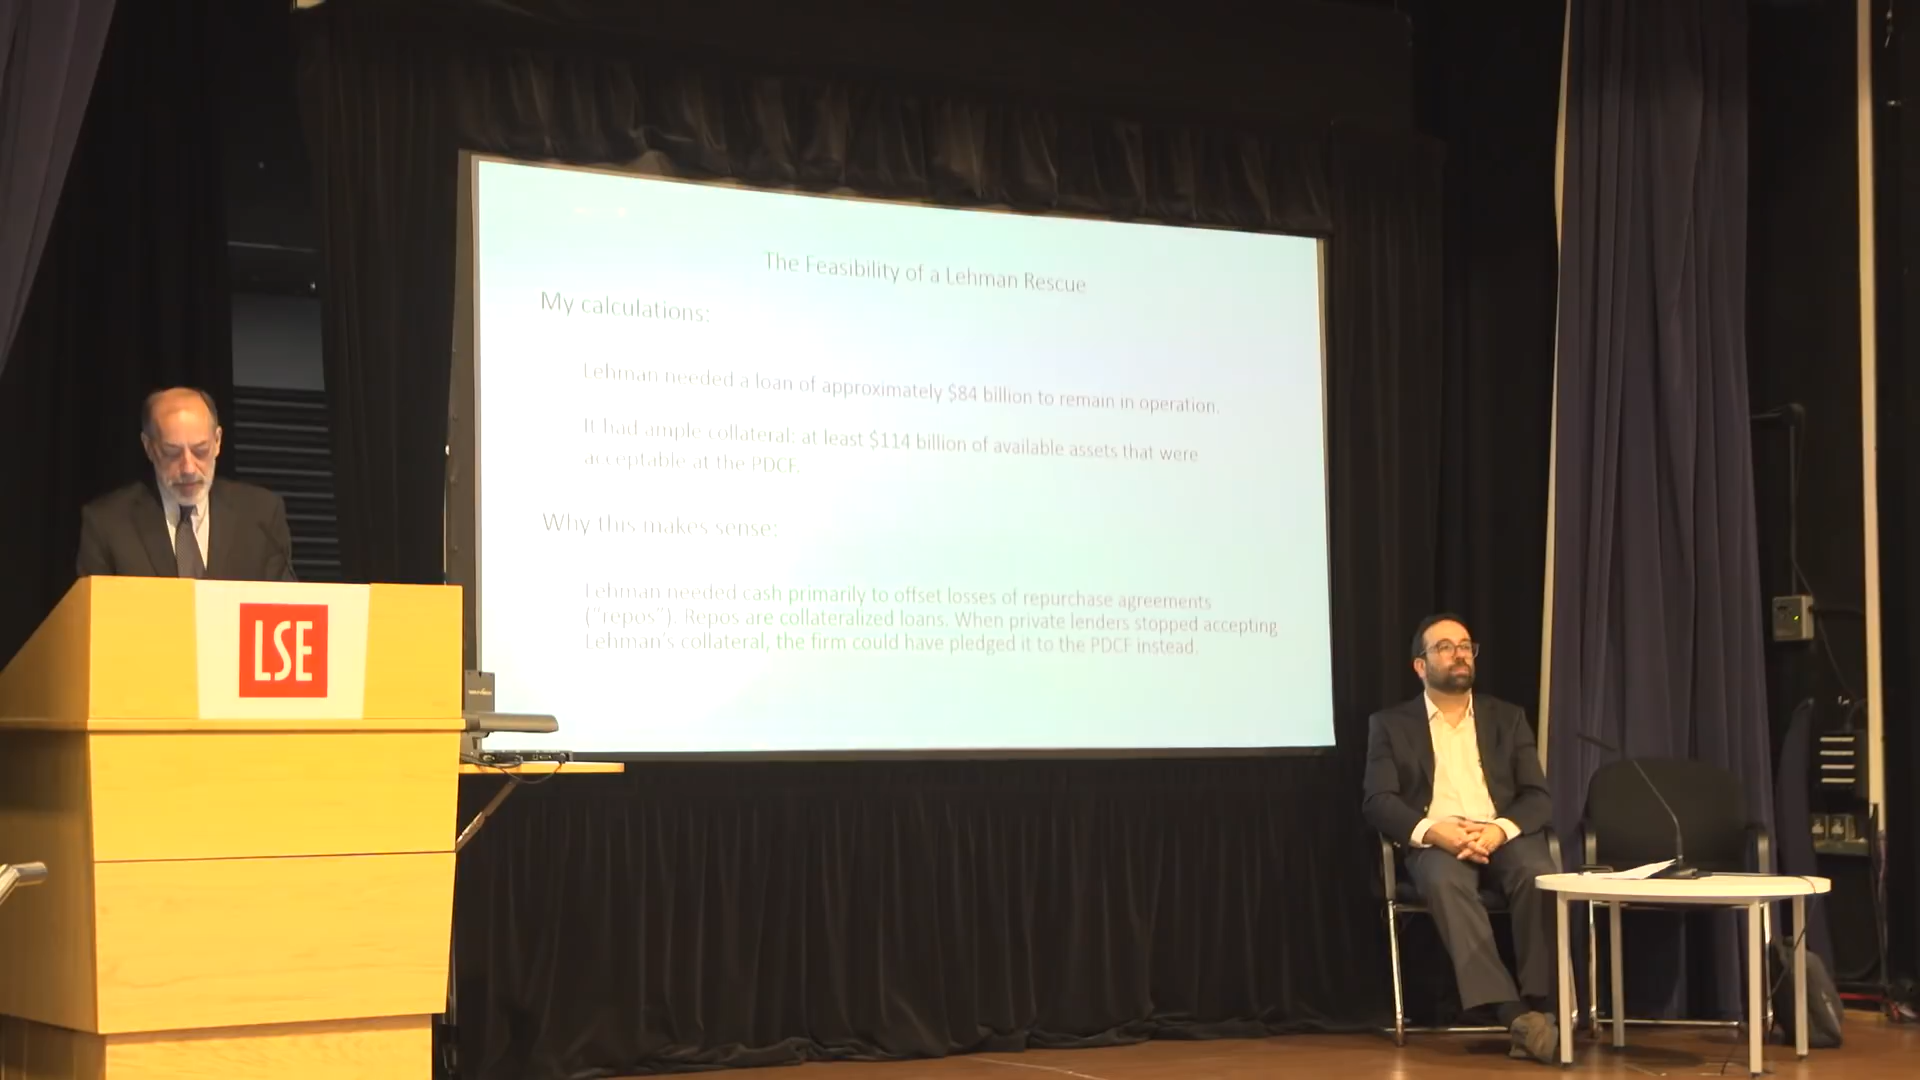 The Feasibility of a Lehman Rescue
My calculations:
Lehman needed a loan of approximately $84 billion to remain in operation.
It had ample collateral: at least $114 billion of available assets that were
acceptable at the PDCF.
Why this makes sense:
Lehman needed cash primarily to offset losses of repurchase agreements
("repos"). Repos are collateralized loans. When private lenders stopped accepting
Lehman's collateral, the firm could have pledged it to the PDCF instead.
LSE